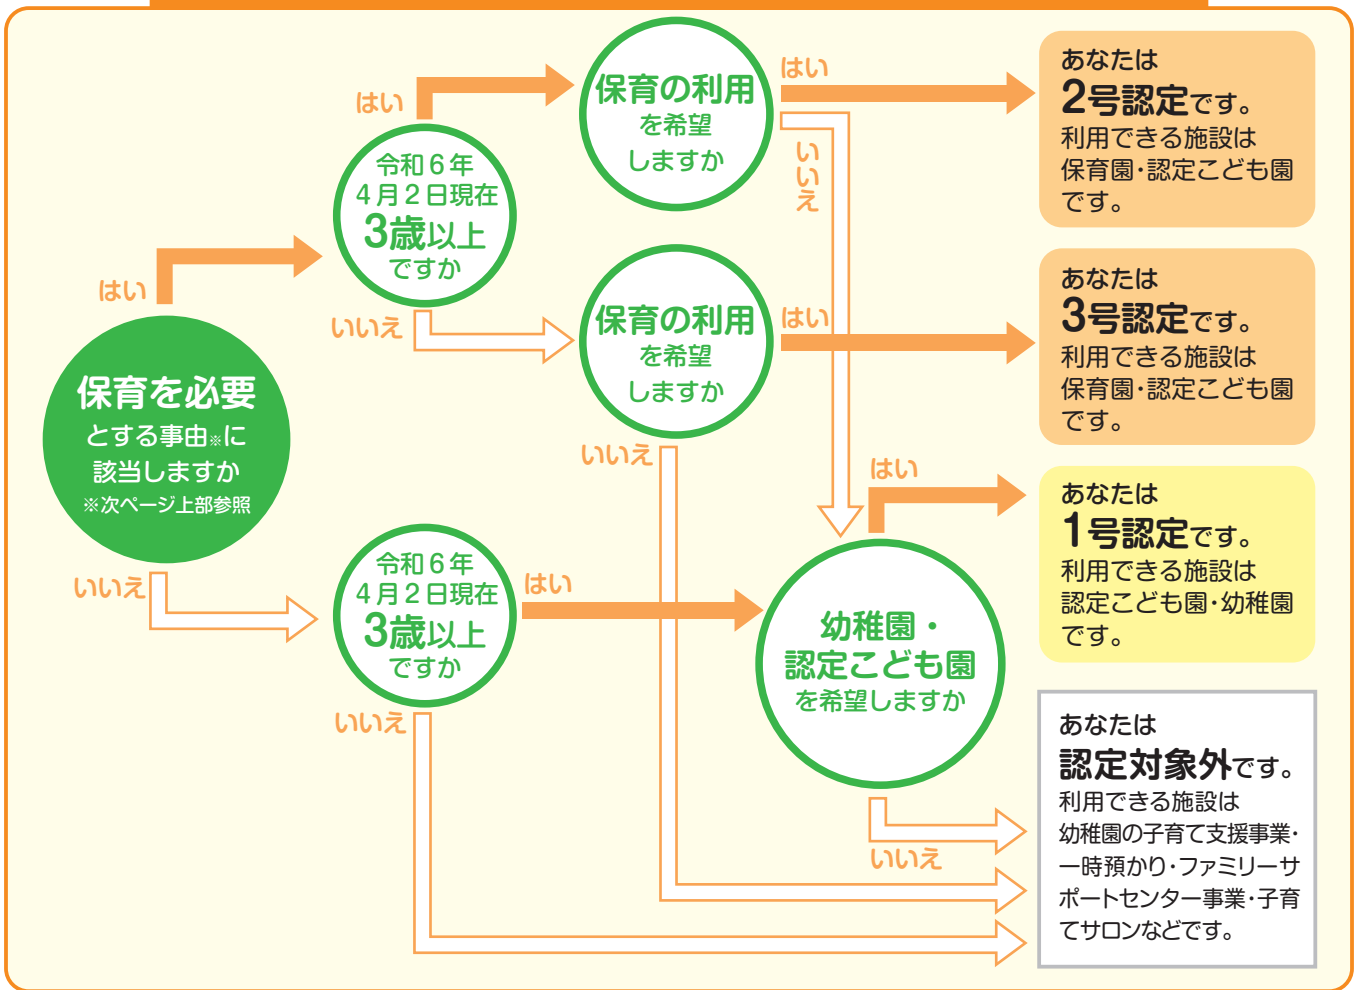 保育を必要
とする事由※に
該当しますか
※次ページ上部参照
はい
いいえ
令和6年
4月2日現在
3歳以上
ですか
はい
いいえ
保育の利用
を希望
しますか
はい
いいえ
保育の利用
を希望
しますか
はい
いいえ
令和6年
4月2日現在
3歳以上
ですか
はい
いいえ
幼稚園・
認定こども園
を希望しますか
はい
いいえ
あなたは
2号認定です。
利用できる施設は
保育園・認定こども園
です。
あなたは
3号認定です。
利用できる施設は
保育園・認定こども園
です。
あなたは
1号認定です。
利用できる施設は
認定こども園・幼稚園
です。
あなたは
認定対象外です。
利用できる施設は
幼稚園の子育て支援事業・
一時預かり・ファミリーサ
ポートセンター事業・子育
てサロンなどです。